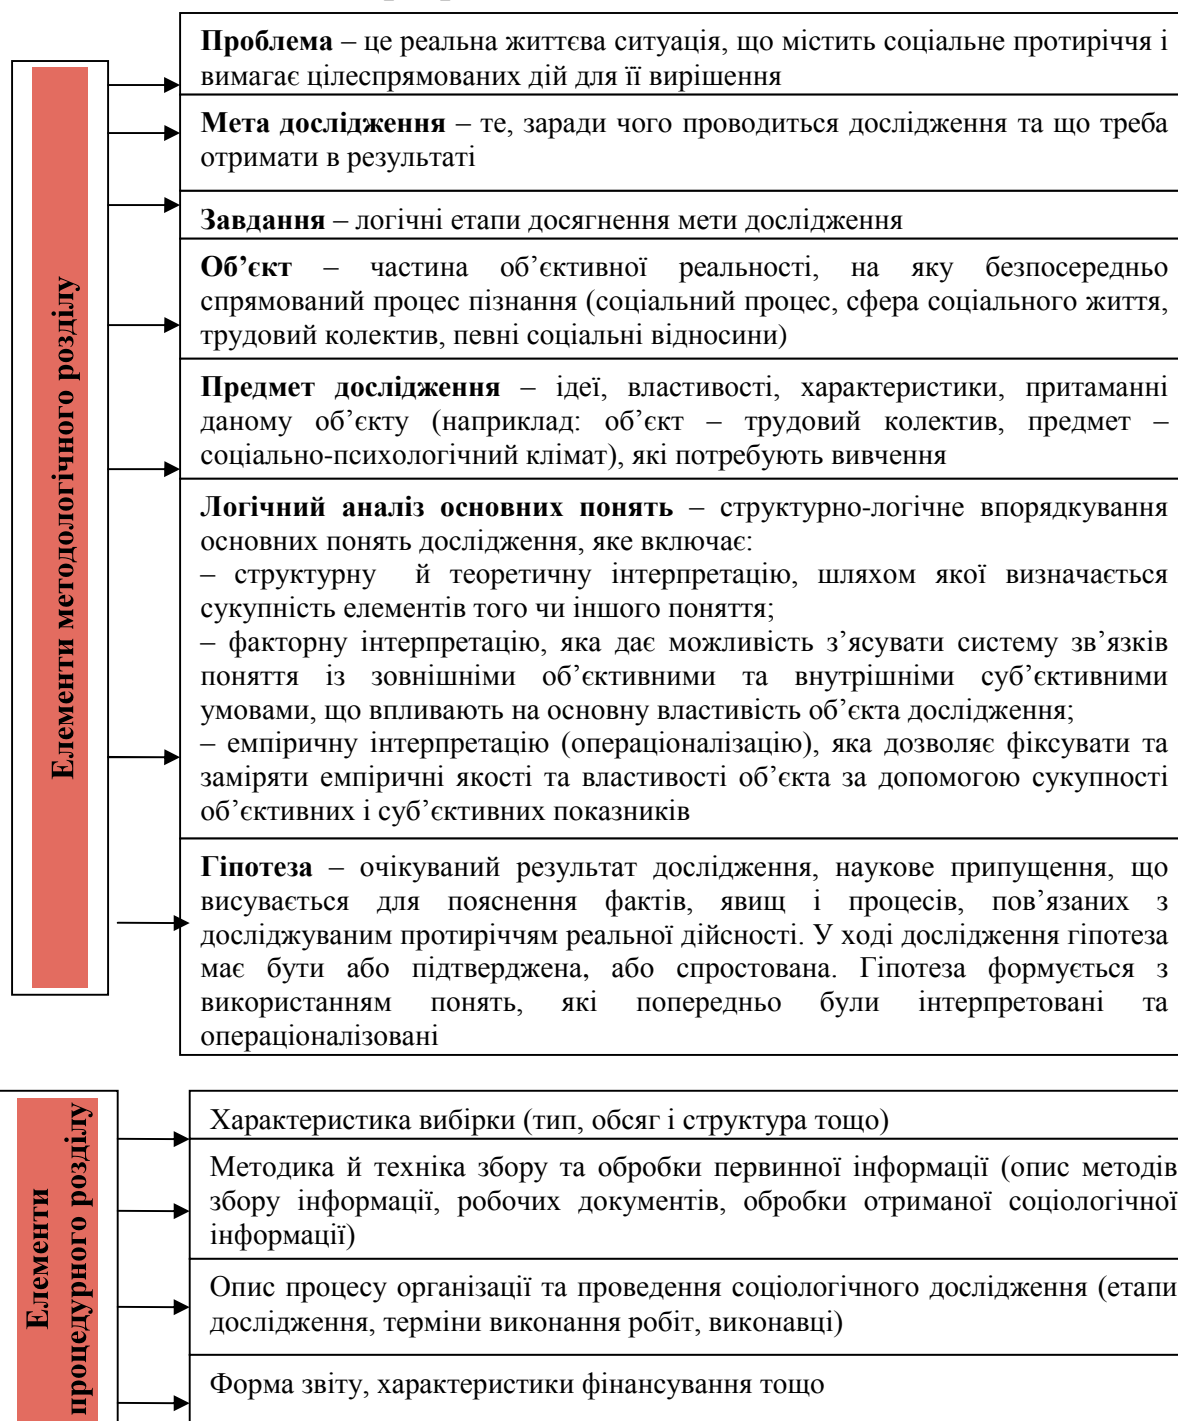 Проблема – це реальна життєва ситуація, що містить соціальне протиріччя і
вимагає цілеспрямованих дій для її вирішення
Мета дослідження – те, заради чого проводиться дослідження та що треба
отримати в результаті
Завдання – логічні етапи досягнення мети дослідження
Об’єкт – частина об’єктивної реальності, на яку безпосередньо
спрямований процес пізнання (соціальний процес, сфера соціального життя,
трудовий колектив, певні соціальні відносини)
Предмет дослідження – ідеї, властивості, характеристики, притаманні
даному об’єкту (наприклад: об’єкт – трудовий колектив, предмет –
соціально-психологічний клімат), які потребують вивчення
Логічний аналіз основних понять – структурно-логічне впорядкування
основних понять дослідження, яке включає:
– структурну й теоретичну інтерпретацію, шляхом якої визначається
сукупність елементів того чи іншого поняття;
– факторну інтерпретацію, яка дає можливість з’ясувати систему зв’язків
поняття із зовнішніми об’єктивними та внутрішніми суб’єктивними
умовами, що впливають на основну властивість об’єкта дослідження;
– емпіричну інтерпретацію (операціоналізацію), яка дозволяє фіксувати та
заміряти емпіричні якості та властивості об’єкта за допомогою сукупності
об’єктивних і суб’єктивних показників
Гіпотеза – очікуваний результат дослідження, наукове припущення, що
висувається для пояснення фактів, явищ і процесів, пов’язаних з
досліджуваним протиріччям реальної дійсності. У ході дослідження гіпотеза
має бути або підтверджена, або спростована. Гіпотеза формується з
використанням понять, які попередньо були інтерпретовані та
операціоналізовані
Елементи методологічного розділу
Характеристика вибірки (тип, обсяг і структура тощо)
Методика й техніка збору та обробки первинної інформації (опис методів
збору інформації, робочих документів, обробки отриманої соціологічної
інформації)
Опис процесу організації та проведення соціологічного дослідження (етапи
дослідження, терміни виконання робіт, виконавці)
Форма звіту, характеристики фінансування тощо
Елементи
процедурного розділу